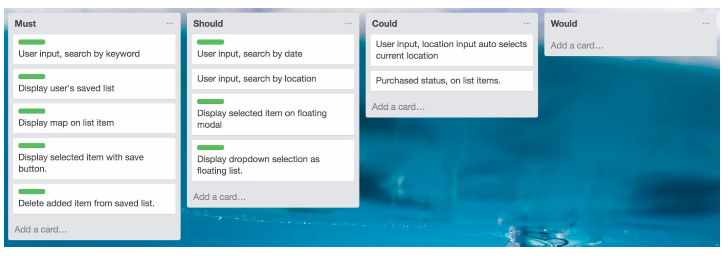 Must
...
User input, search by keyword
Display user's saved list
Display map on list item
Display selected item with save
button.
Delete added item from saved list.
Add a card...
Should
...
User input, search by date
User input, search by location
Display selected item on floating
modal
Display dropdown selection as
floating list.
Add a card...
Could
...
User input, location input auto selects
current location
Purchased status, on list items.
Add a card...
Would
...
Add a card...